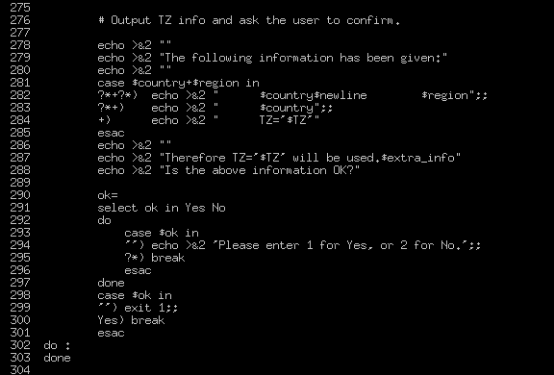 275
276 # Output TZ info and ask the user to confirm.
277
278 echo >&2 ""
279 echo >&2 "The following information has been given:"
280 echo >&2 ""
281 case $country+$region in
282 ?*+?*) echo >&2 " $country$newline $region";;
283 ?*+) echo >&2 " $country";;
284 +) echo >&2 " TZ='$TZ'"
285 esac
286 echo >&2 ""
287 echo >&2 "Therefore TZ='$TZ' will be used.$extra_info"
288 echo >&2 "Is the above information OK?"
289
290 ok=
291 select ok in Yes No
292 do
293 case $ok in
294 '') echo >&2 'Please enter 1 for Yes, or 2 for No.';;
295 ?*) break
296 esac
297 done
298 case $ok in
299 '') exit 1;;
300 Yes) break
301 esac
302 do :
303 done
304